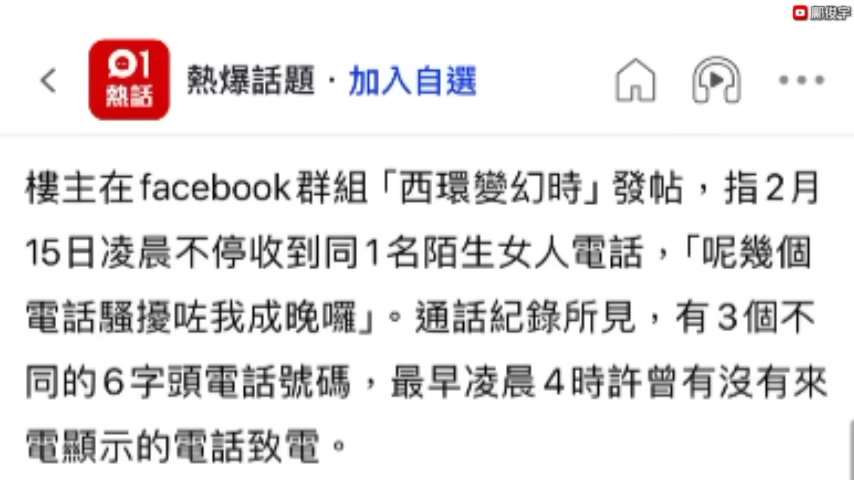 鄺俊宇
01
熱話
熱爆話題·加入自選
樓主在facebook群組「西環變幻時」發帖，指2月
15日凌晨不停收到同1名陌生女人電話，「呢幾個
電話騷擾咗我成晚囉」。通話紀錄所見，有3個不
同的6字頭電話號碼，最早凌晨4時許曾有沒有來
電顯示的電話致電。